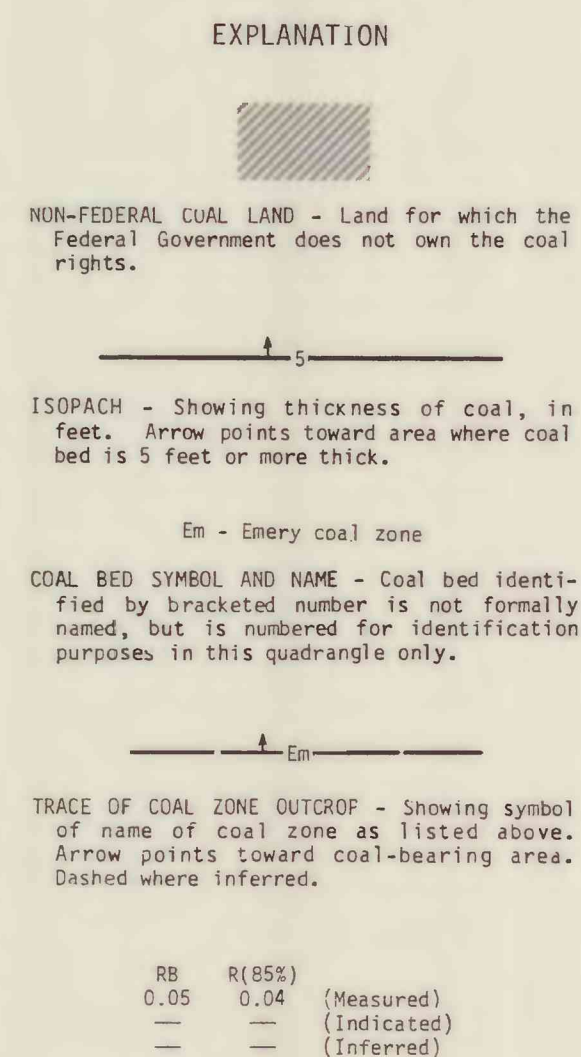 EXPLANATION
NON-FEDERAL COAL LAND - Land for which the
Federal Government does not own the coal
rights.
5
ISOPACH - Showing thickness of coal, in
feet. Arrow points toward area where coal
bed is 5 feet or more thick.
Em - Emery coal zone
COAL BED SYMBOL AND NAME - Coal bed identi-
fied by bracketed number is not formally
named, but is numbered for identification
purposes in this quadrangle only.
Em
TRACE OF COAL ZONE OUTCROP - Showing symbol
of name of coal zone as listed above.
Arrow points toward coal-bearing area.
Dashed where inferred.
RB R(85%)
0.05 0.04 (Measured)
— — (Indicated)
— — (Inferred)